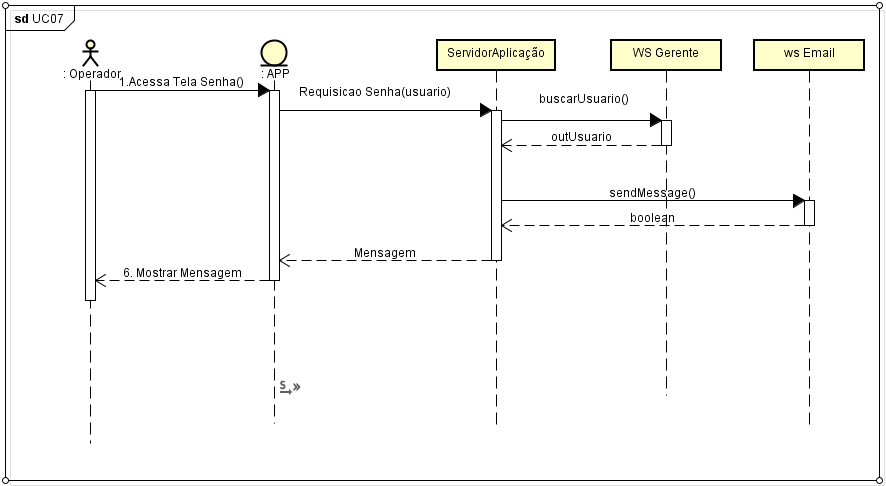 sd UC07
ServidorAplicação
WS Gerente
ws Email
: Operador
: APP
1.Acessa Tela Senha()
Requisicao Senha(usuario)
buscarUsuario()
outUsuario
sendMessage()
boolean
Mensagem
6. Mostrar Mensagem
S